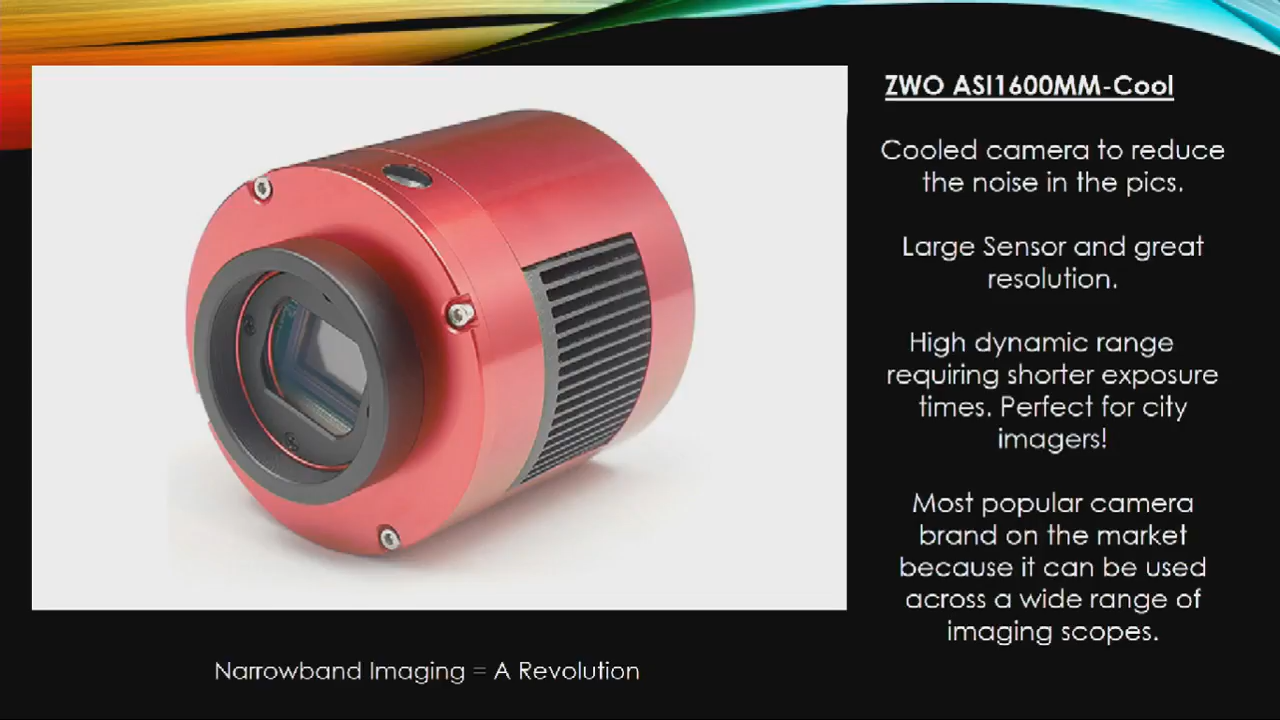 ZWO ASI1600MM-Cool
Cooled camera to reduce
the noise in the pics.
Large Sensor and great
resolution.
High dynamic range
requiring shorter exposure
times. Perfect for city
imagers!
Most popular camera
brand on the market
because it can be used
across a wide range of
imaging scopes.
Narrowband Imaging = A Revolution